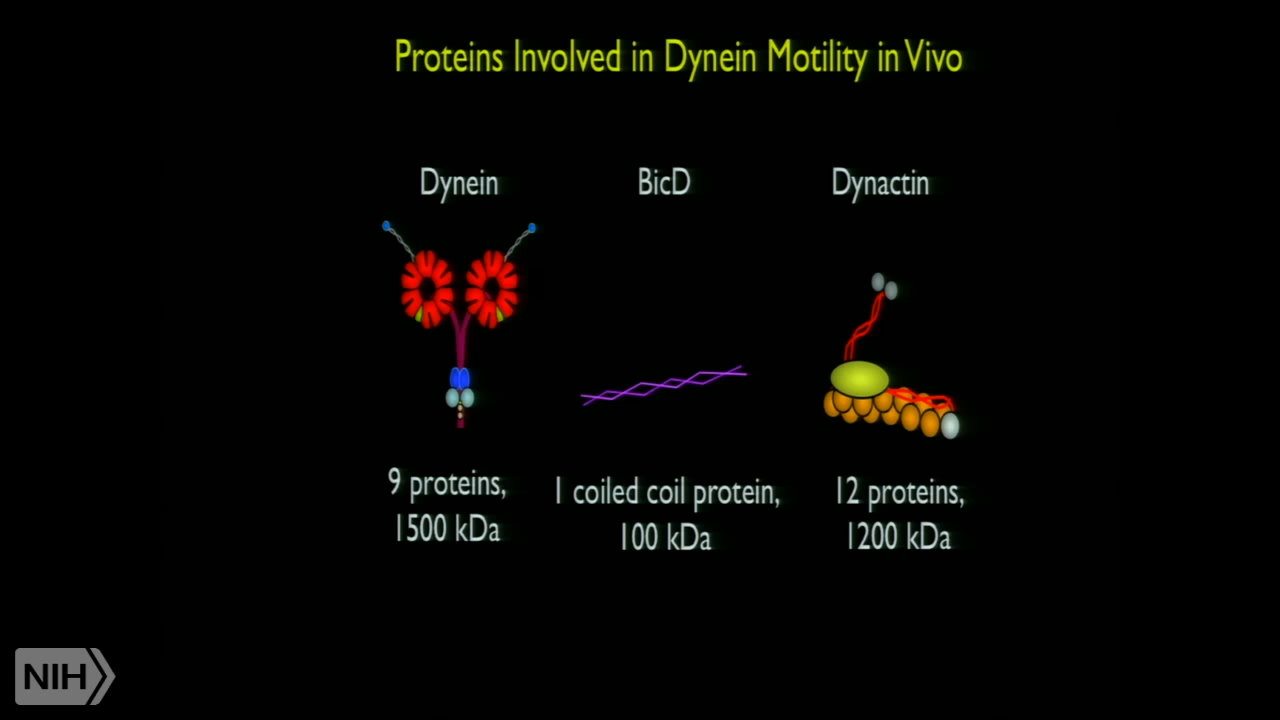 Proteins Involved in Dynein Motility in Vivo
Dynein
BicD
Dynactin
9 proteins,
1500 kDa
1 coiled coil protein,
100 kDa
12 proteins,
1200 kDa
NIH